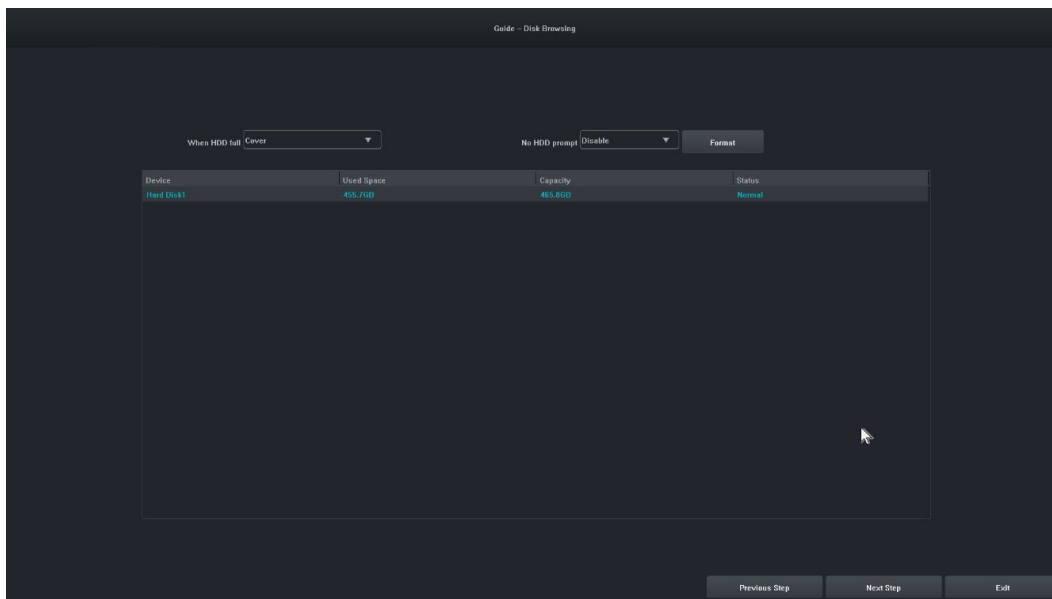 Guide – Disk Browsing
When HDD full Cover No HDD prompt Disable Format
Device Used Space Capacity Status
Hard Disk1 455.7GB 465.8GB Normal
Previous Step Next Step Exit